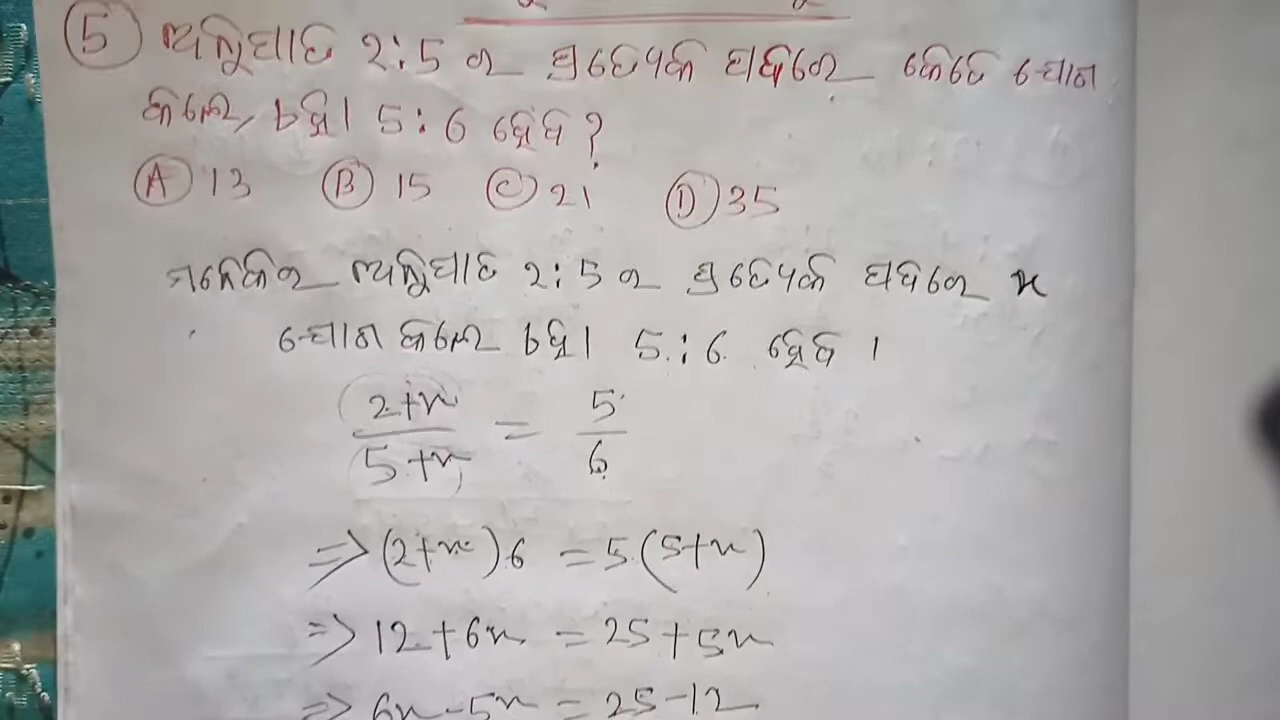 5 ଅନୁପାତ 2:5 ର ପ୍ରତ୍ୟେକ ପଦରେ କେତେ ଯୋଗ
କଲେ, ତାହା 5:6 ହେବ?
A 13 B 15 C 21 D 35
ମନେକର ଅନୁପାତ 2:5 ର ପ୍ରତ୍ୟେକ ପଦରେ x
ଯୋଗ କଲେ ତାହା 5:6 ହେବ ।
2+x / 5+x = 5/6
⇒ (2+x)6 = 5(5+x)
⇒ 12+6x = 25+5x
⇒ 6x-5x = 25-12